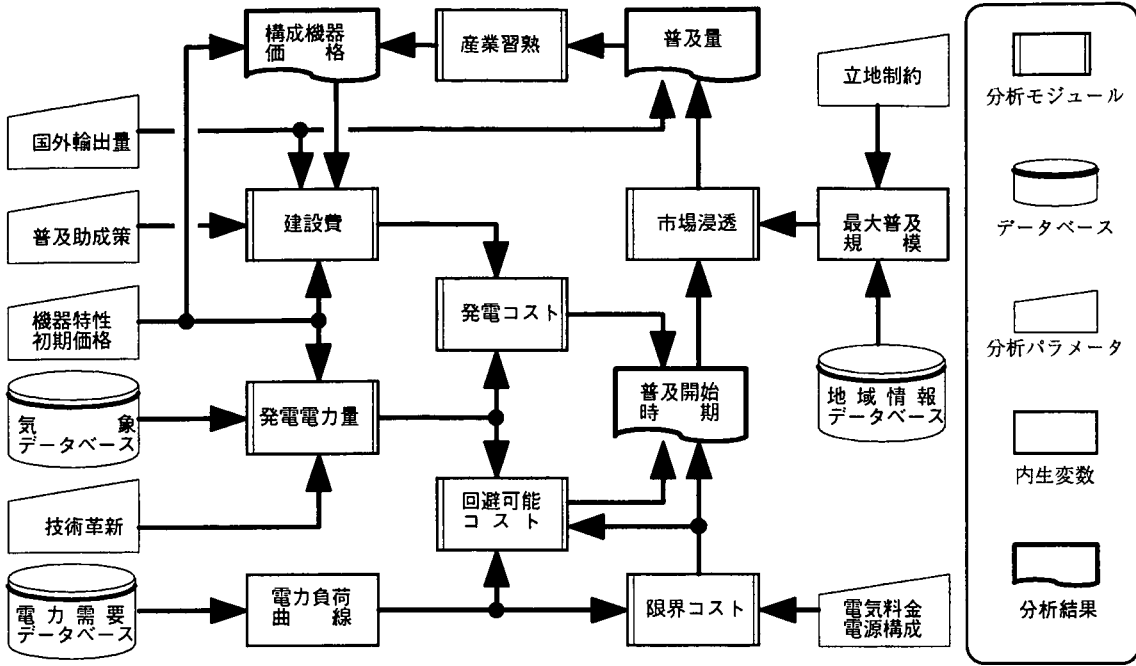 構成機器
価格
産業習熟
普及量
立地制約
国外輸出量
普及助成策
建設費
市場浸透
最大普及
規模
機器特性
初期価格
発電コスト
気象
データベース
発電電力量
普及開始
時期
地域情報
データベース
技術革新
回避可能
コスト
電力需要
データベース
電力負荷
曲線
限界コスト
電気料金
電源構成
分析モジュール
データベース
分析パラメータ
内生変数
分析結果